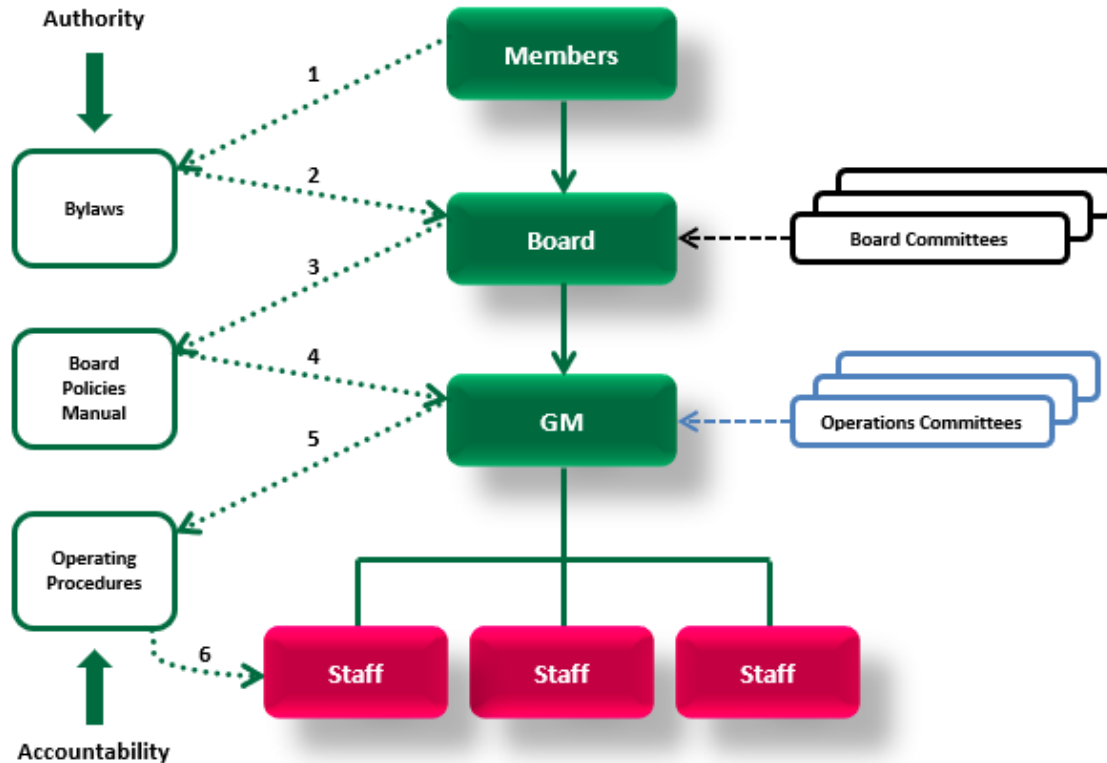 Authority
Members
1
2
Bylaws
Board
Board Committees
3
Board
Policies
Manual
4
GM
Operations Committees
5
Operating
Procedures
6
Staff
Staff
Staff
Accountability